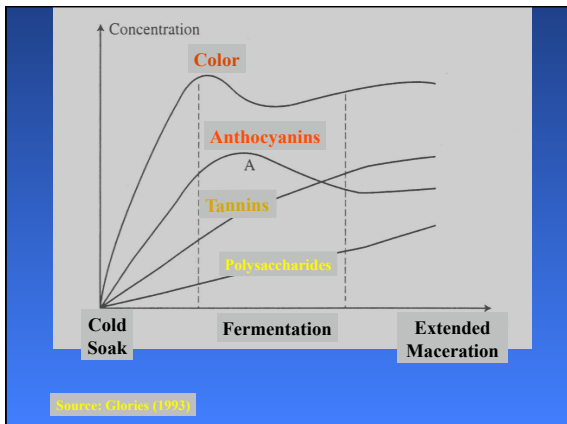 Concentration
Color
Anthocyanins
A
Tannins
Polysaccharides
Cold
Soak
Fermentation
Extended
Maceration
Source: Glories (1993)